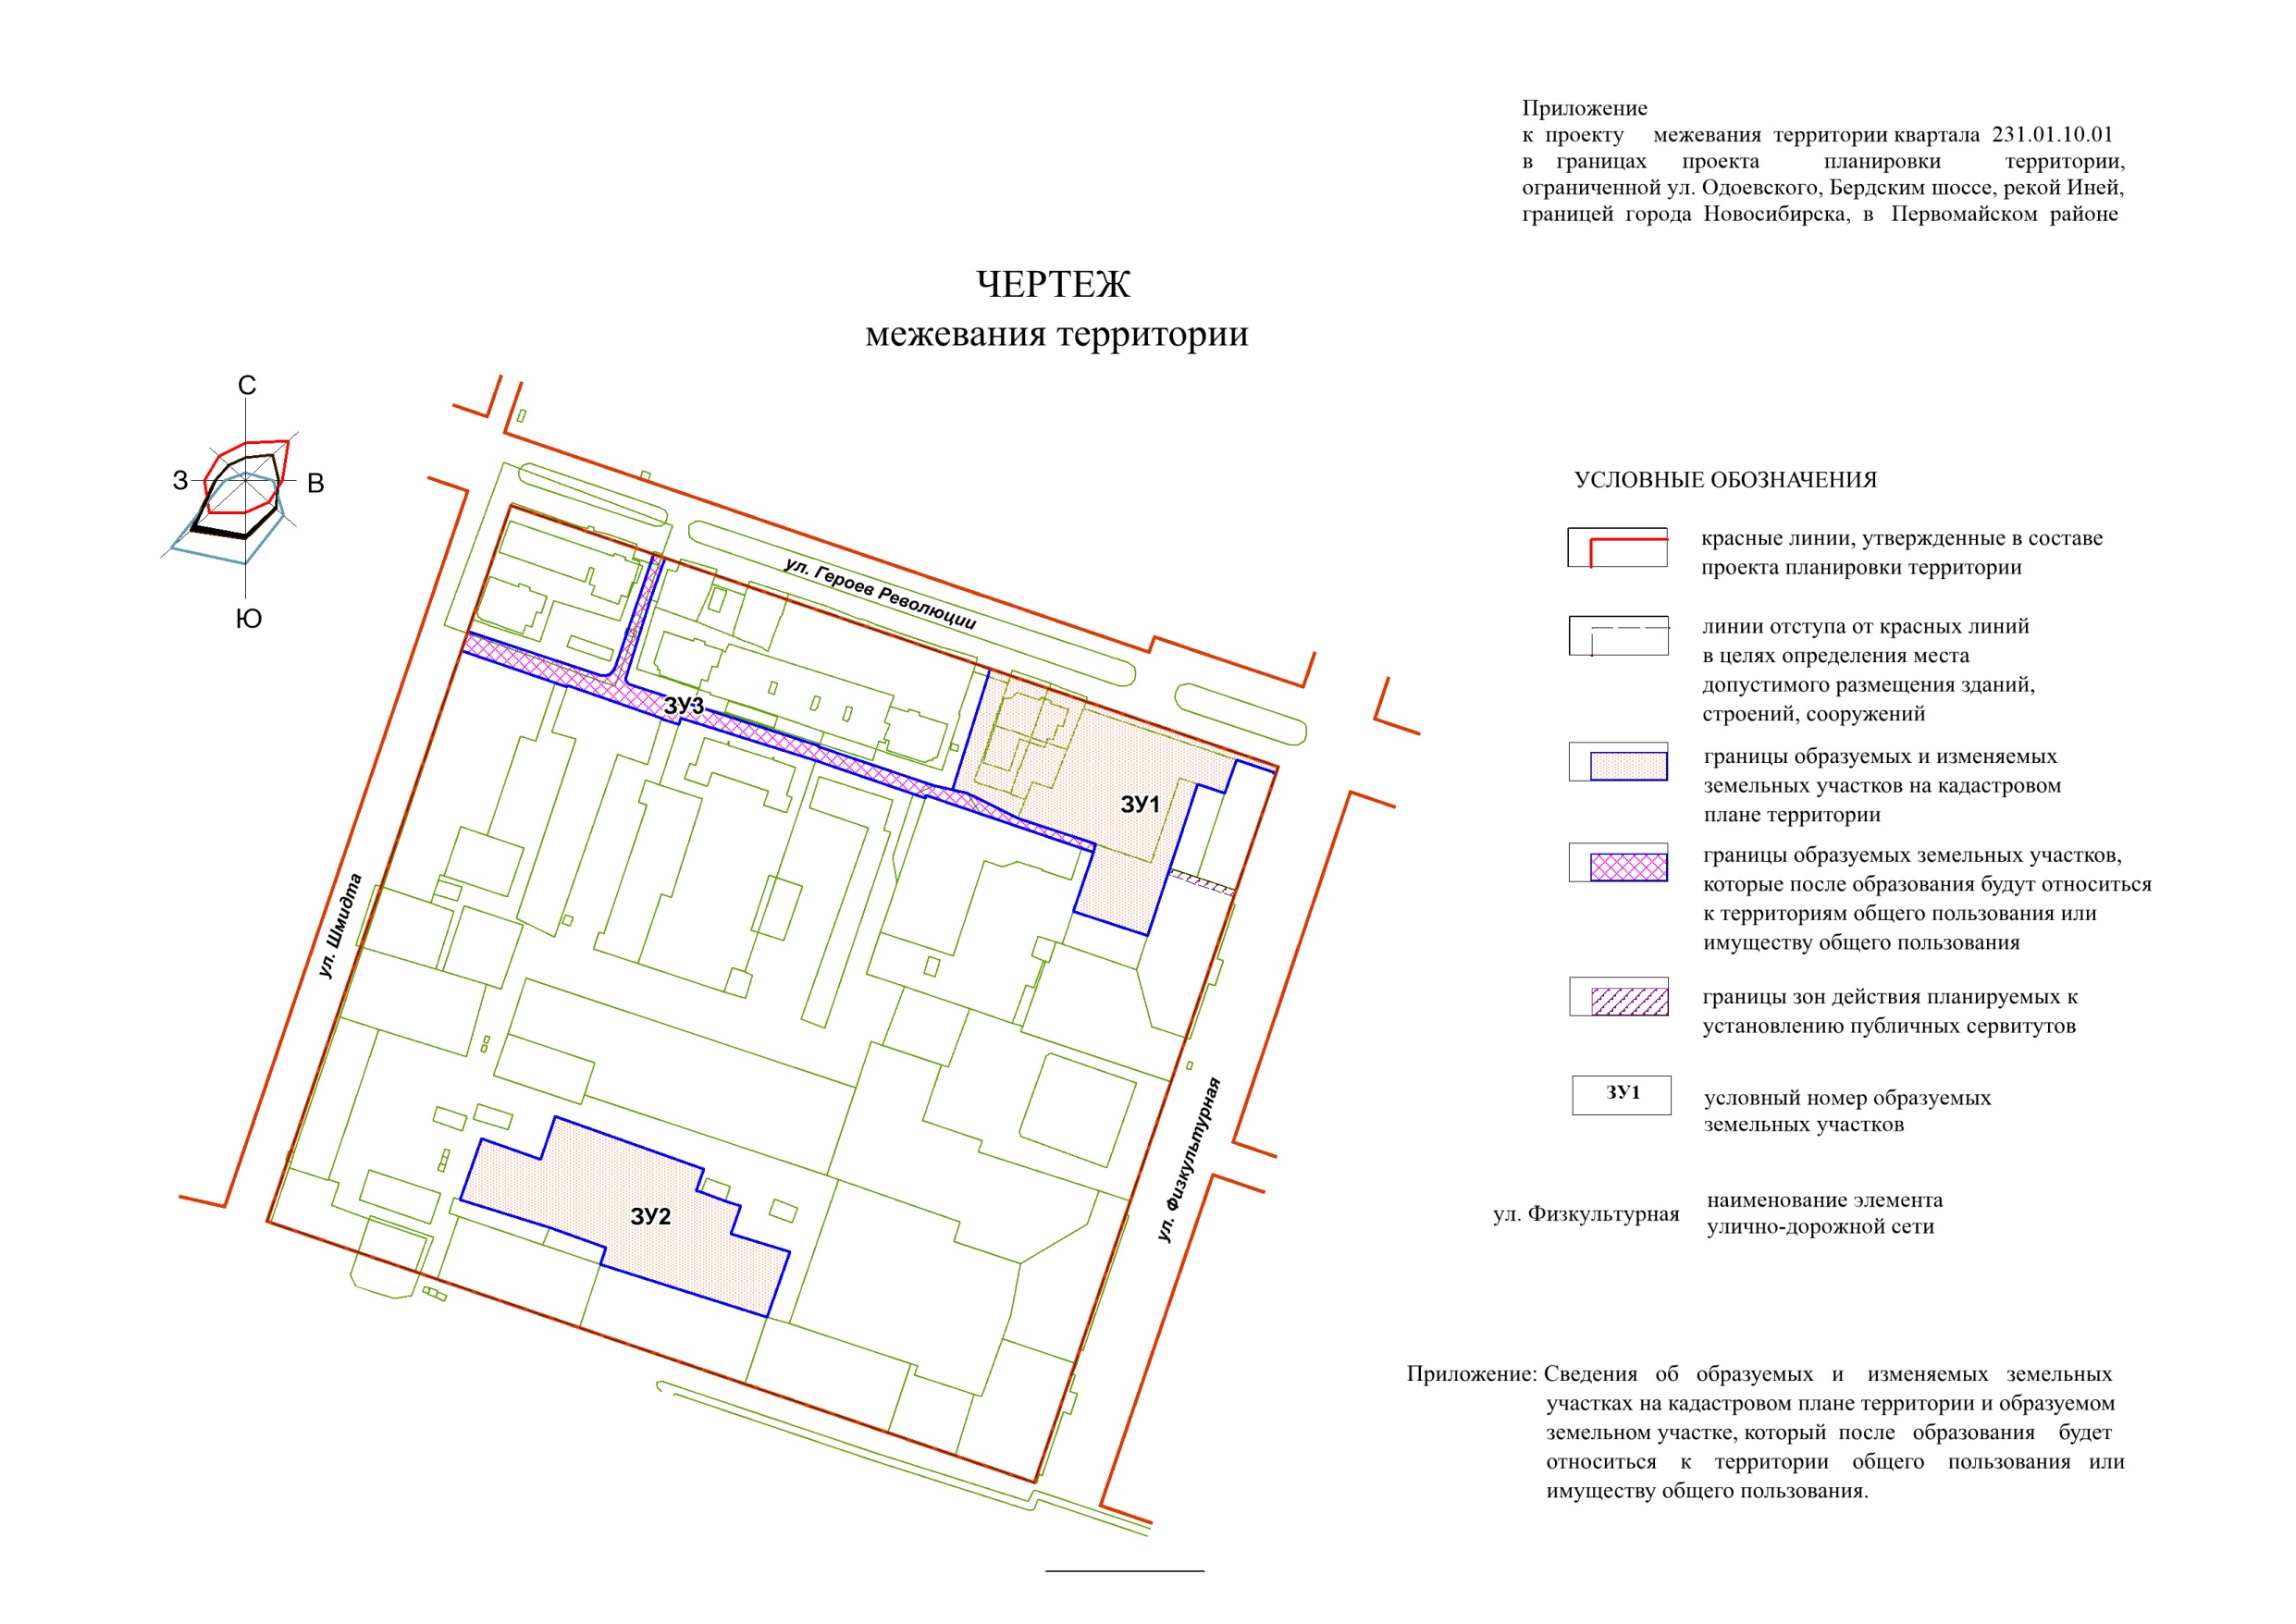 Приложение
к проекту межевания территории квартала 231.01.10.01
в границах проекта планировки территории,
ограниченной ул. Одоевского, Бердским шоссе, рекой Иней,
границей города Новосибирска, в Первомайском районе
ЧЕРТЕЖ
межевания территории
С
З
В
Ю
ул. Героев Революции
ЗУ3
ЗУ1
ул. Шмидта
ул. Физкультурная
ЗУ2
УСЛОВНЫЕ ОБОЗНАЧЕНИЯ
красные линии, утвержденные в составе
проекта планировки территории
линии отступа от красных линий
в целях определения места
допустимого размещения зданий,
строений, сооружений
границы образуемых и изменяемых
земельных участков на кадастровом
плане территории
границы образуемых земельных участков,
которые после образования будут относиться
к территориям общего пользования или
имуществу общего пользования
границы зон действия планируемых к
установлению публичных сервитутов
ЗУ1
условный номер образуемых
земельных участков
ул. Физкультурная
наименование элемента
улично-дорожной сети
Приложение: Сведения об образуемых и изменяемых земельных
участках на кадастровом плане территории и образуемом
земельном участке, который после образования будет
относиться к территории общего пользования или
имуществу общего пользования.